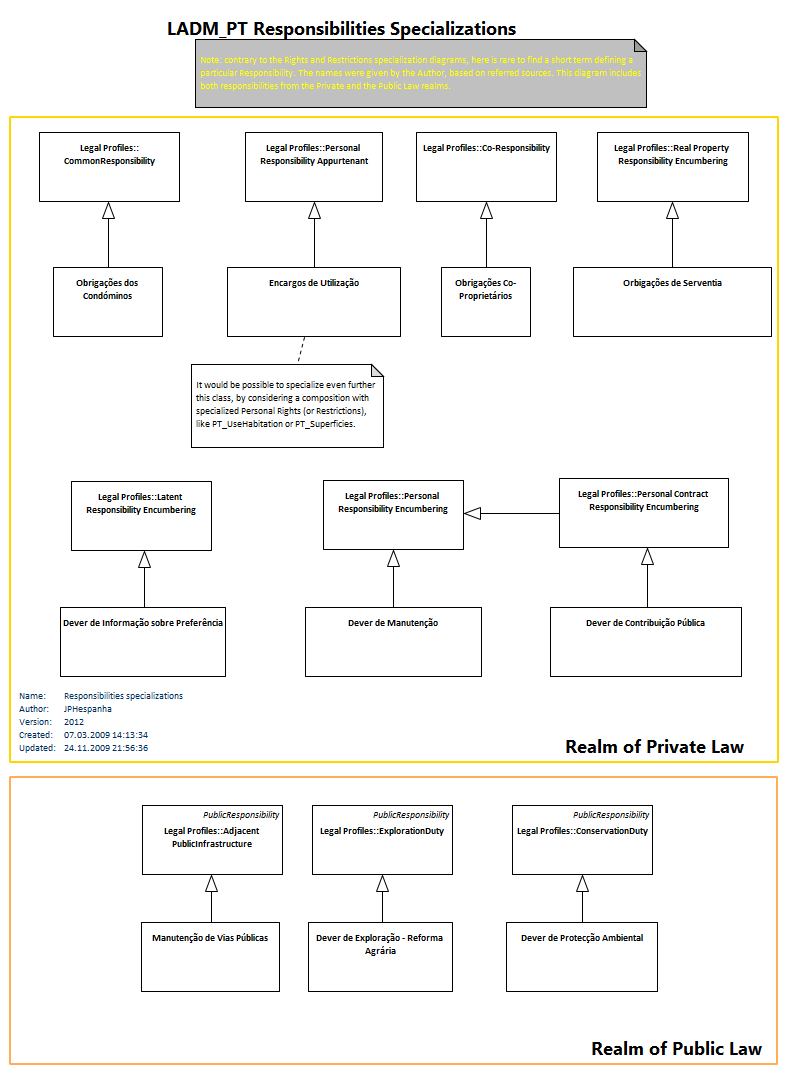 LADM_PT Responsibilities Specializations
Note: contrary to the Rights and Restrictions specialization diagrams, here is rare to find a short term defining a
particular Responsibility. The names were given by the Author, based on referred sources. This diagram includes
both responsibilities from the Private and the Public Law realms.
Legal Profiles::
CommonResponsibility
Legal Profiles::Personal
Responsibility Appurtenant
Legal Profiles::Co-Responsibility
Legal Profiles::Real Property
Responsibility Encumbering
Obrigações dos
Condóminos
Encargos de Utilização
Obrigações Co-
Proprietários
Orbigações de Serventia
It would be possible to specialize even further
this class, by considering a composition with
specialized Personal Rights (or Restrictions),
like PT_UseHabitation or PT_Superficies.
Legal Profiles::Latent
Responsibility Encumbering
Legal Profiles::Personal
Responsibility Encumbering
Legal Profiles::Personal Contract
Responsibility Encumbering
Dever de Informação sobre Preferência
Dever de Manutenção
Dever de Contribuição Pública
Name: Responsibilities specializations
Author: JPHespanha
Version: 2012
Created: 07.03.2009 14:13:34
Updated: 24.11.2009 21:56:36
Realm of Private Law
PublicResponsibility
Legal Profiles::Adjacent
PublicInfrastructure
PublicResponsibility
Legal Profiles::ExplorationDuty
PublicResponsibility
Legal Profiles::ConservationDuty
Manutenção de Vias Públicas
Dever de Exploração - Reforma
Agrária
Dever de Protecção Ambiental
Realm of Public Law